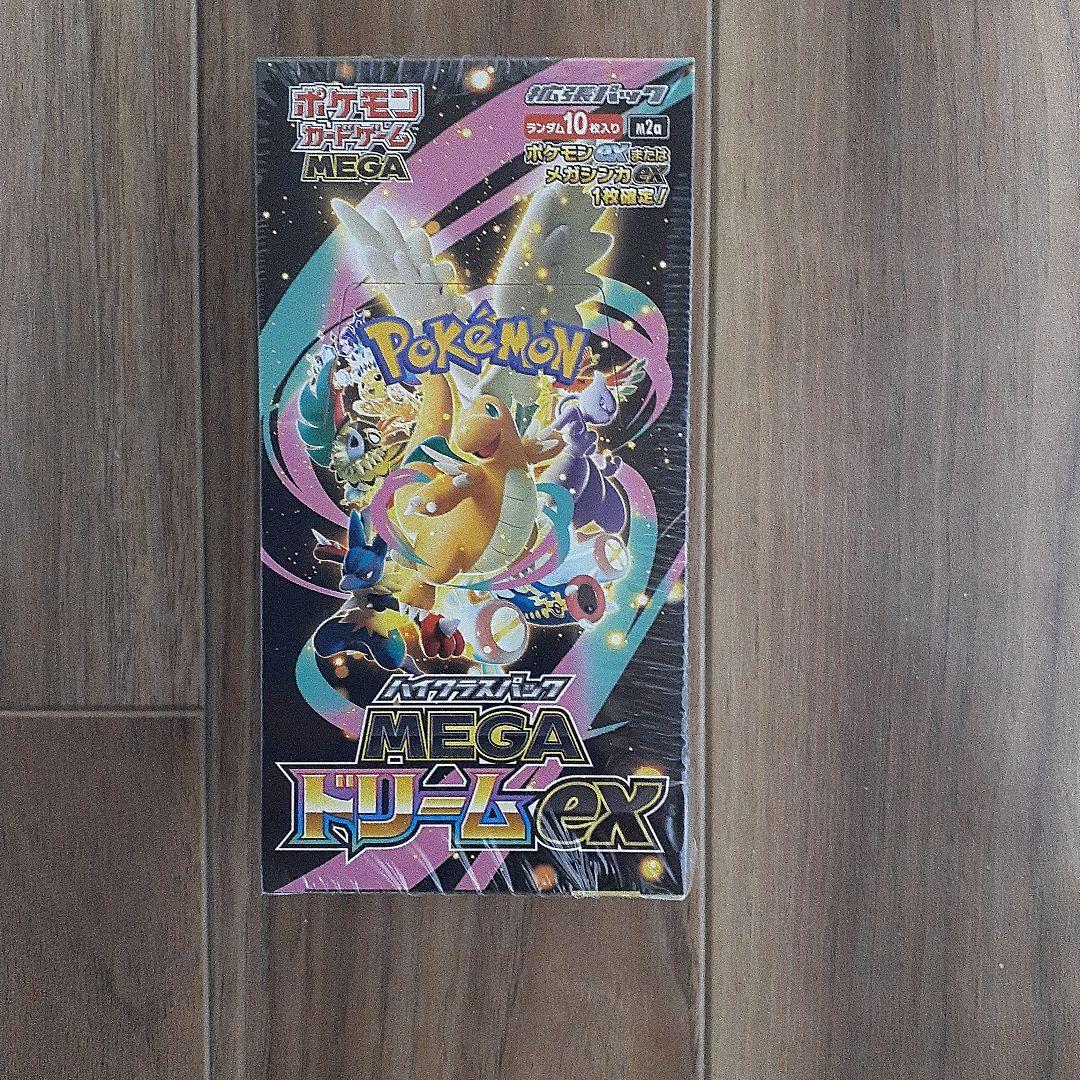 ポケモン
カードゲーム
MEGA
拡張パック
ランダム10枚入り M2a
ポケモンexまたは
メガシンカex
1枚確定!
POKéMON
ハイクラスパック
MEGA
ドリームex